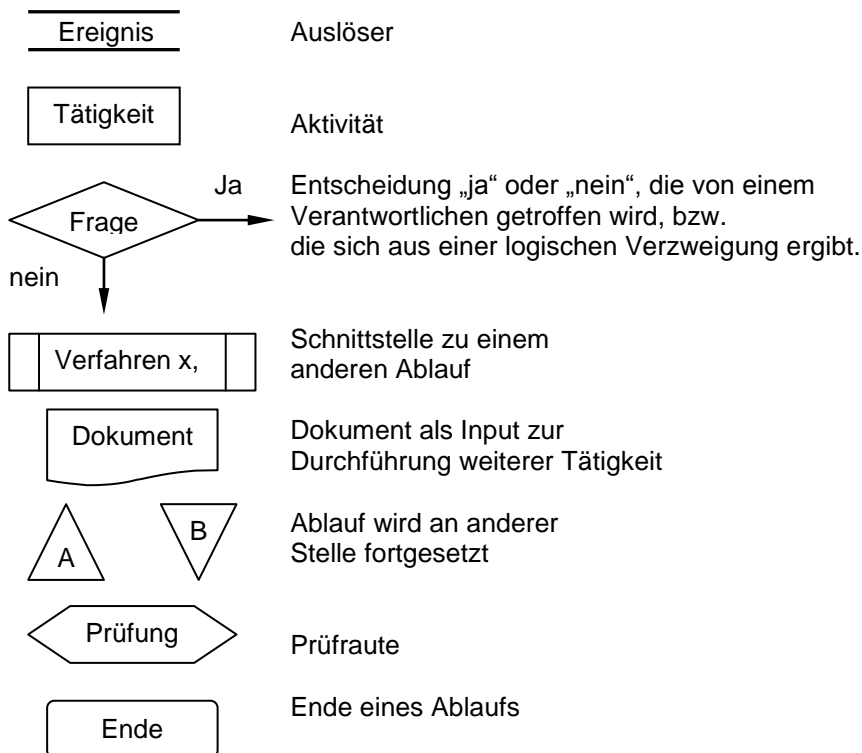 Ereignis Auslöser
Tätigkeit
Aktivität
Ja Entscheidung „ja“ oder „nein“, die von einem
Frage Verantwortlichen getroffen wird, bzw.
die sich aus einer logischen Verzweigung ergibt.
nein
Verfahren x, Schnittstelle zu einem
anderen Ablauf
Dokument Dokument als Input zur
Durchführung weiterer Tätigkeit
A B Ablauf wird an anderer
Stelle fortgesetzt
Prüfung
Prüfraute
Ende Ende eines Ablaufs